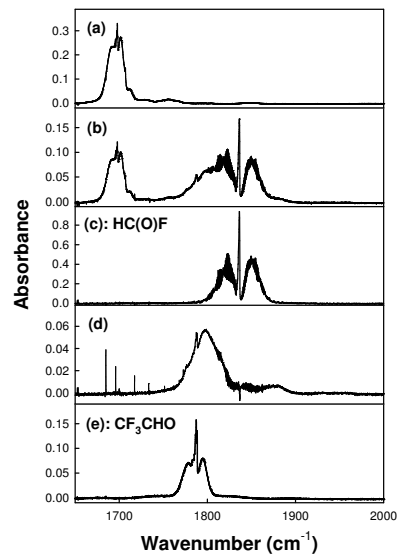 Absorbance
(a)
0.3
0.2
0.1
0.0
(b)
0.15
0.10
0.05
0.00
(c): HC(O)F
0.8
0.6
0.4
0.2
0.0
(d)
0.06
0.04
0.02
0.00
(e): CF₃CHO
0.15
0.10
0.05
0.00
1700 1800 1900 2000
Wavenumber (cm⁻¹)